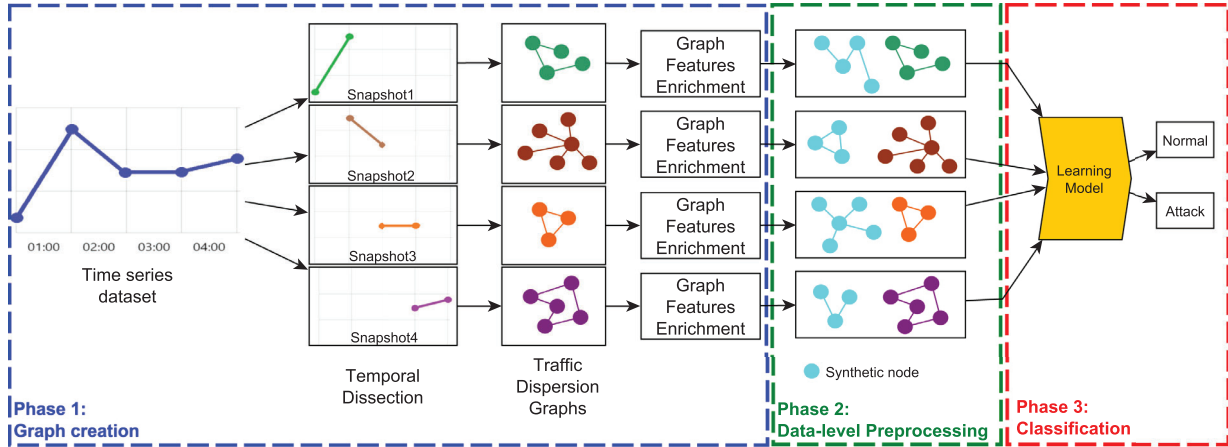 Snapshot1
Snapshot2
Snapshot3
Snapshot4
01:00 02:00 03:00 04:00
Time series
dataset
Temporal
Dissection
Traffic
Dispersion
Graphs
Graph
Features
Enrichment
Graph
Features
Enrichment
Graph
Features
Enrichment
Graph
Features
Enrichment
Synthetic node
Learning
Model
Normal
Attack
Phase 1:
Graph creation
Phase 2:
Data-level Preprocessing
Phase 3:
Classification